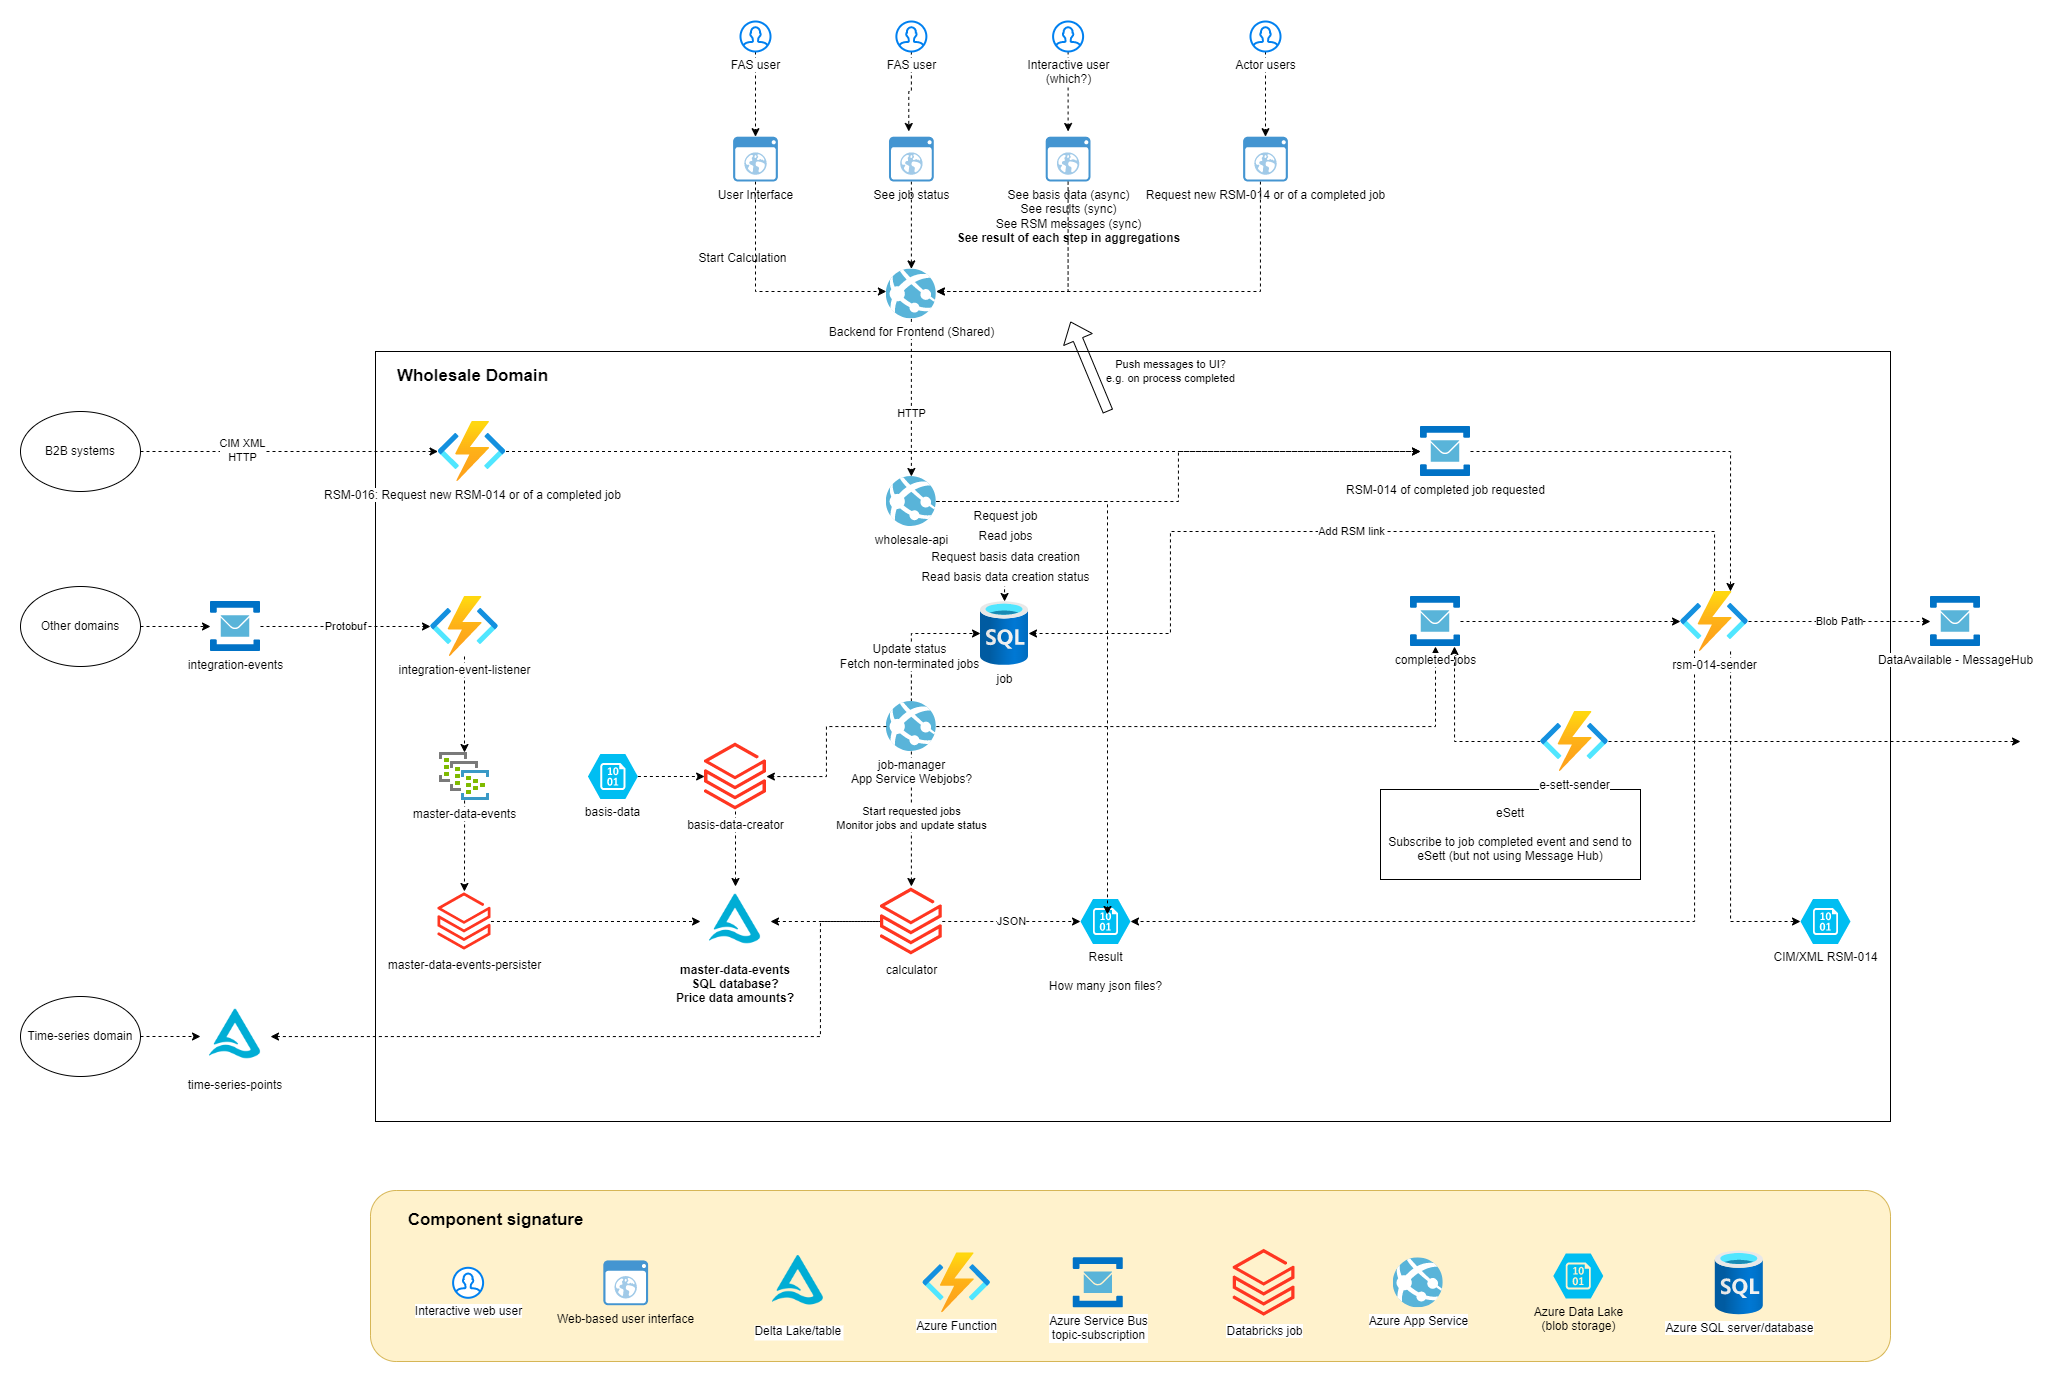 FAS user
FAS user
Interactive user
(which?)
Actor users
User Interface
See job status
See basis data (async)
See results (sync)
See RSM messages (sync)
See result of each step in aggregations
Request new RSM-014 or of a completed job
Start Calculation
Backend for Frontend (Shared)
Push messages to UI?
e.g. on process completed
Wholesale Domain
HTTP
B2B systems
CIM XML
HTTP
RSM-016: Request new RSM-014 or of a completed job
RSM-014 of completed job requested
wholesale-api
Request job
Read jobs
Request basis data creation
Read basis data creation status
Add RSM link
Other domains
integration-events
Protobuf
integration-event-listener
SQL
job
Update status
Fetch non-terminated jobs
completed-jobs
rsm-014-sender
Blob Path
DataAvailable - MessageHub
master-data-events
10
01
basis-data
basis-data-creator
job-manager
App Service Webjobs?
Start requested jobs
Monitor jobs and update status
e-sett-sender
eSett
Subscribe to job completed event and send to
eSett (but not using Message Hub)
master-data-events-persister
master-data-events
SQL database?
Price data amounts?
calculator
JSON
10
01
Result
How many json files?
10
01
CIM/XML RSM-014
Time-series domain
time-series-points
Component signature
Interactive web user
Web-based user interface
Delta Lake/table
Azure Function
Azure Service Bus
topic-subscription
Databricks job
Azure App Service
10
01
Azure Data Lake
(blob storage)
SQL
Azure SQL server/database